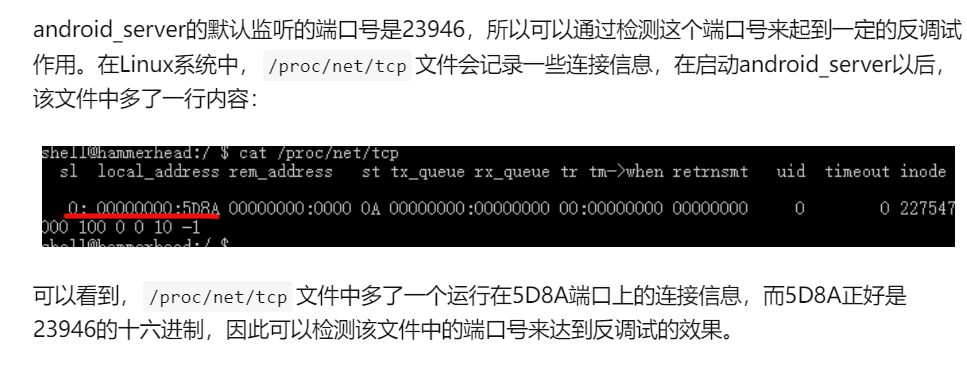 android_server的默认监听的端口号是23946，所以可以通过检测这个端口号来起到一定的反调试
作用。在Linux系统中， /proc/net/tcp 文件会记录一些连接信息，在启动android_server以后，
该文件中多了一行内容：
shell@hammerhead:/ $ cat /proc/net/tcp
sl local_address rem_address st tx_queue rx_queue tr tm->when retrnsmt uid timeout inode
0: 00000000:5D8A 00000000:0000 0A 00000000:00000000 00:00000000 00000000 0 0 227547
000 100 0 0 10 -1
shell@hammerhead:/ $
可以看到， /proc/net/tcp 文件中多了一个运行在5D8A端口上的连接信息，而5D8A正好是
23946的十六进制，因此可以检测该文件中的端口号来达到反调试的效果。